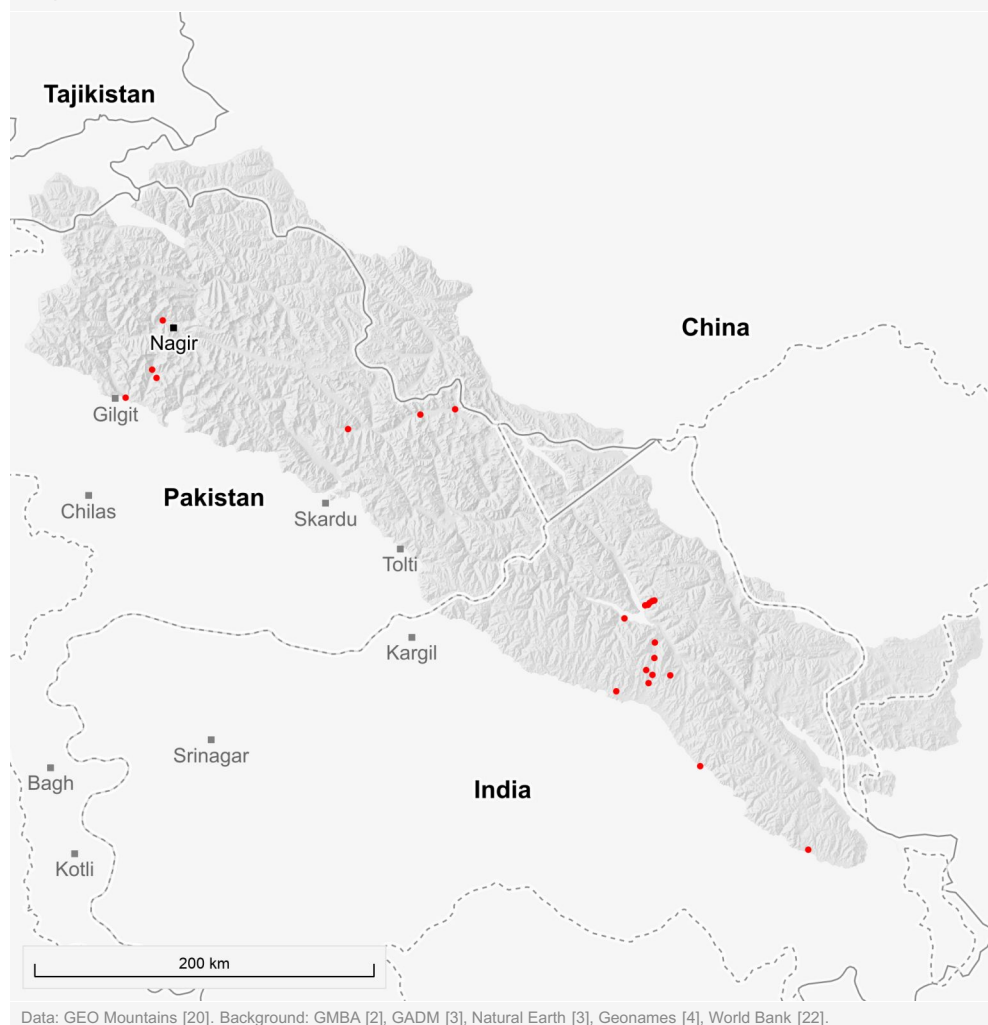 Tajikistan
China
Nagir
Gilgit
Pakistan
Chilas
Skardu
Tolti
Kargil
Srinagar
India
Bagh
Kotli
200 km
Data: GEO Mountains [20]. Background: GMBA [2], GADM [3], Natural Earth [3], Geonames [4], World Bank [22].